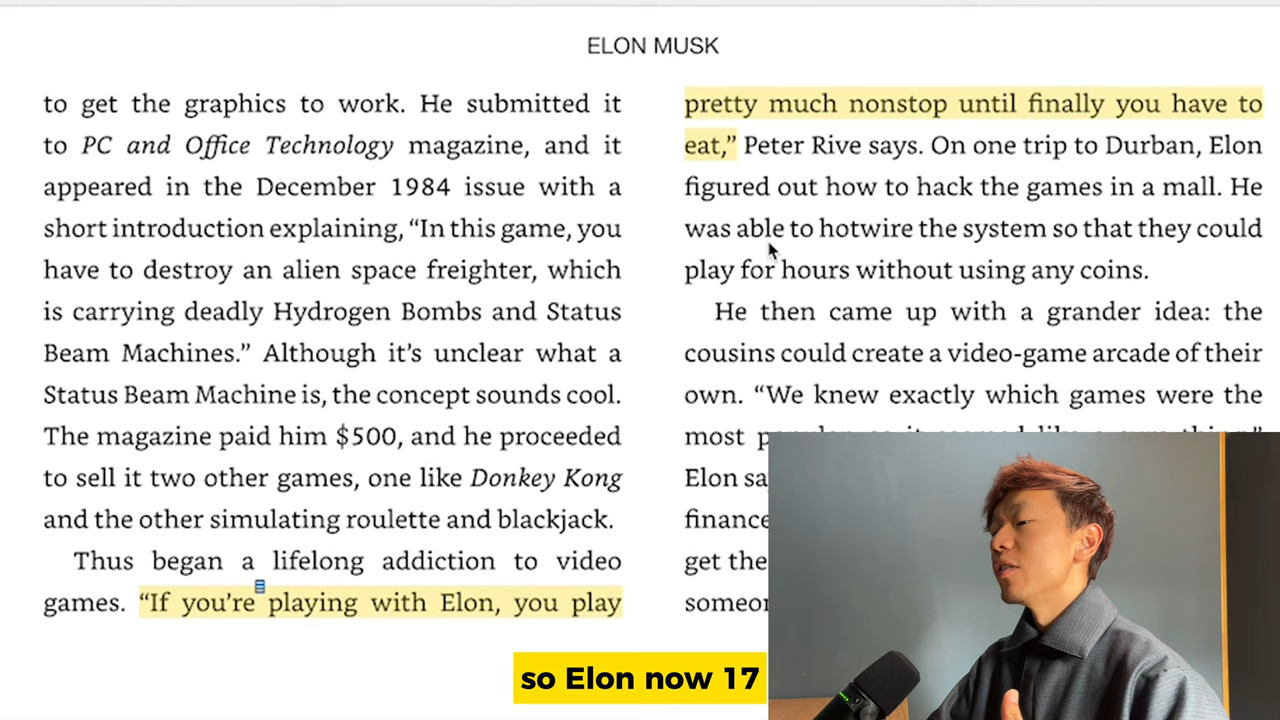 ELON MUSK
to get the graphics to work. He submitted it
to PC and Office Technology magazine, and it
appeared in the December 1984 issue with a
short introduction explaining, “In this game, you
have to destroy an alien space freighter, which
is carrying deadly Hydrogen Bombs and Status
Beam Machines.” Although it’s unclear what a
Status Beam Machine is, the concept sounds cool.
The magazine paid him $500, and he proceeded
to sell it two other games, one like Donkey Kong
and the other simulating roulette and blackjack.
Thus began a lifelong addiction to video
games. “If you’re playing with Elon, you play
pretty much nonstop until finally you have to
eat,” Peter Rive says. On one trip to Durban, Elon
figured out how to hack the games in a mall. He
was able to hotwire the system so that they could
play for hours without using any coins.
He then came up with a grander idea: the
cousins could create a video-game arcade of their
own. “We knew exactly which games were the
most
Elon
finance
get the
so Elon now 17